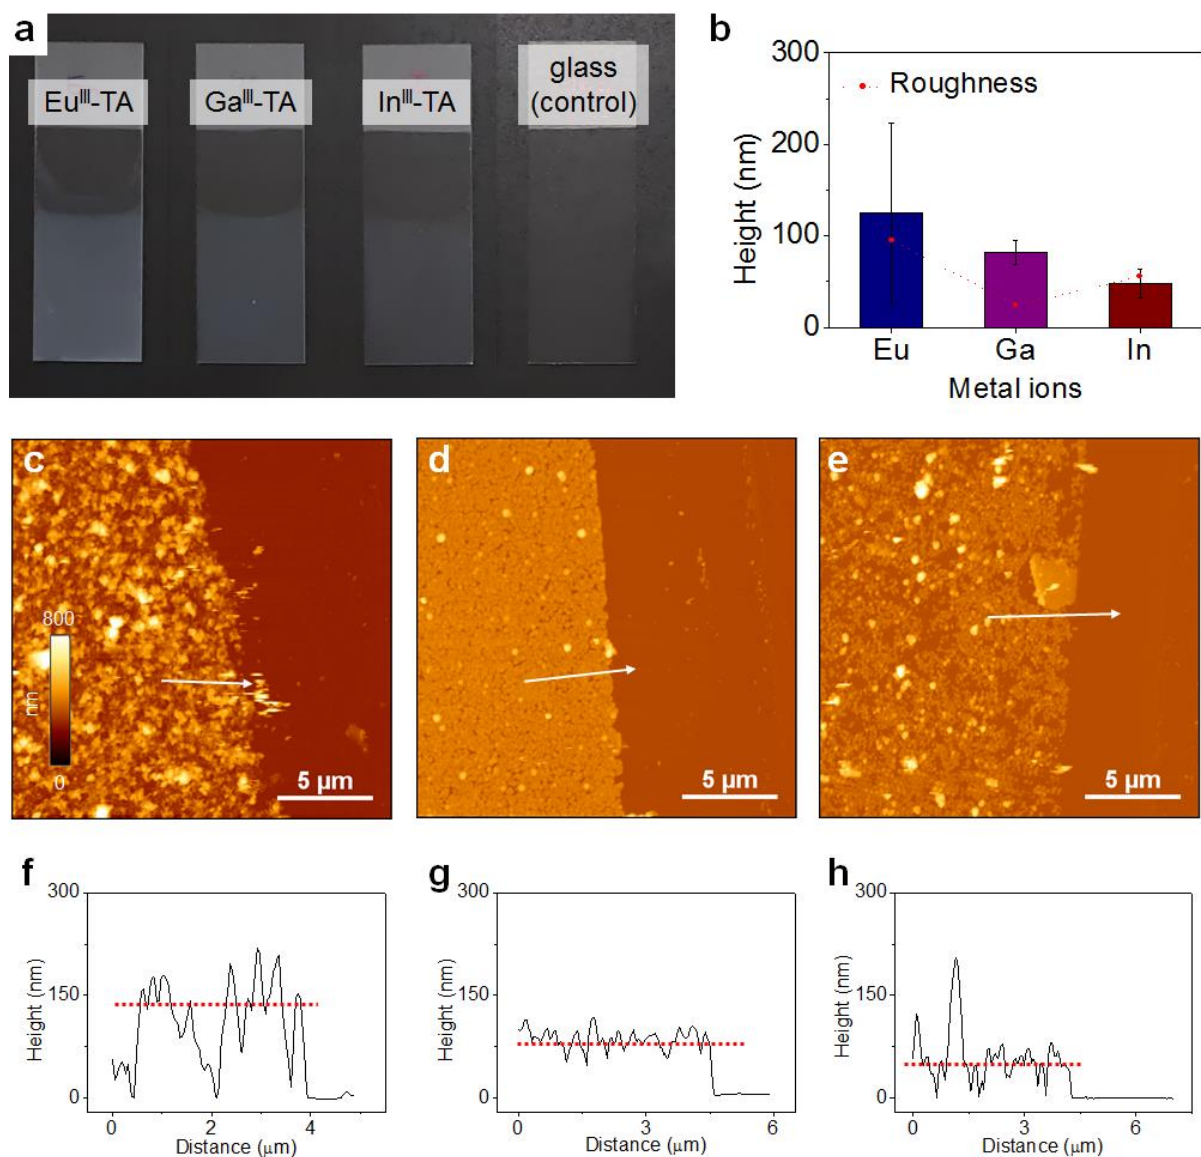 a
Eu^III-TA
Ga^III-TA
In^III-TA
glass
(control)
b
300
200
100
0
Height (nm)
Roughness
Eu
Ga
In
Metal ions
c
800
nm
0
5 µm
d
5 µm
e
5 µm
f
300
150
0
Height (nm)
0
2
4
Distance (µm)
g
300
150
0
Height (nm)
0
3
6
Distance (µm)
h
300
150
0
Height (nm)
0
3
6
Distance (µm)